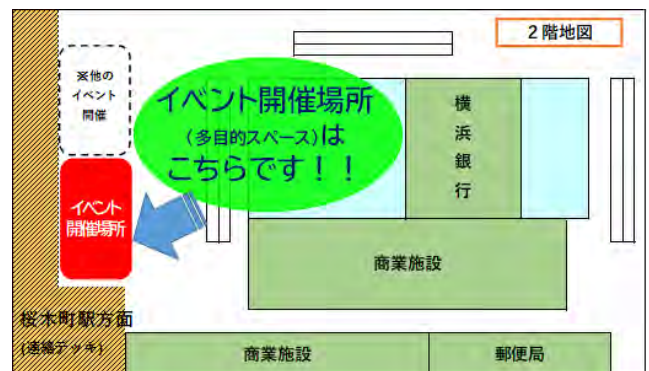 ２階地図
※他の
イベント
開催
イベント開催場所
（多目的スペース）は
こちらです！！
横
浜
銀
行
イベント
開催場所
商業施設
桜木町駅方面
（連絡デッキ）
商業施設
郵便局